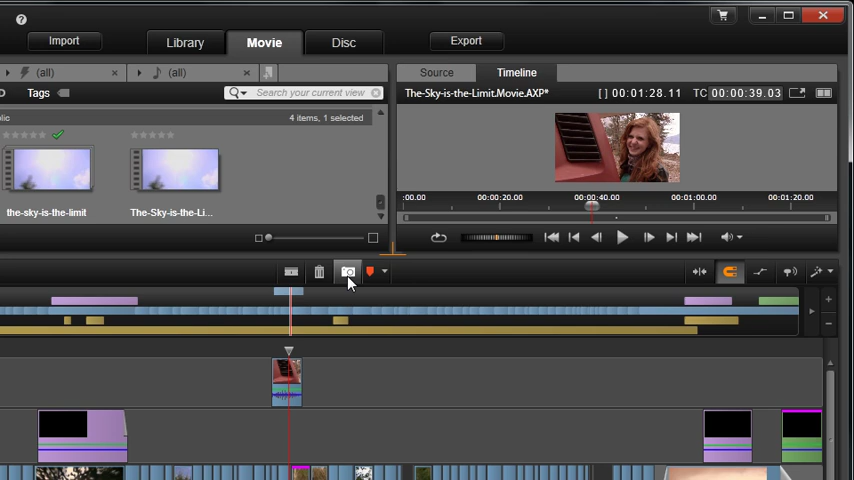 ?
Import Library Movie Disc Export
(all) × (all) ×
Source Timeline
Tags Search your current view
The-Sky-is-the-Limit.Movie.AXP* [ ] 00:01:28.11 TC 00:00:39.03
4 items, 1 selected
the-sky-is-the-limit The-Sky-is-the-Li...
:00.00 00:00:20.00 00:00:40.00 00:01:00.00 00:01:20.00